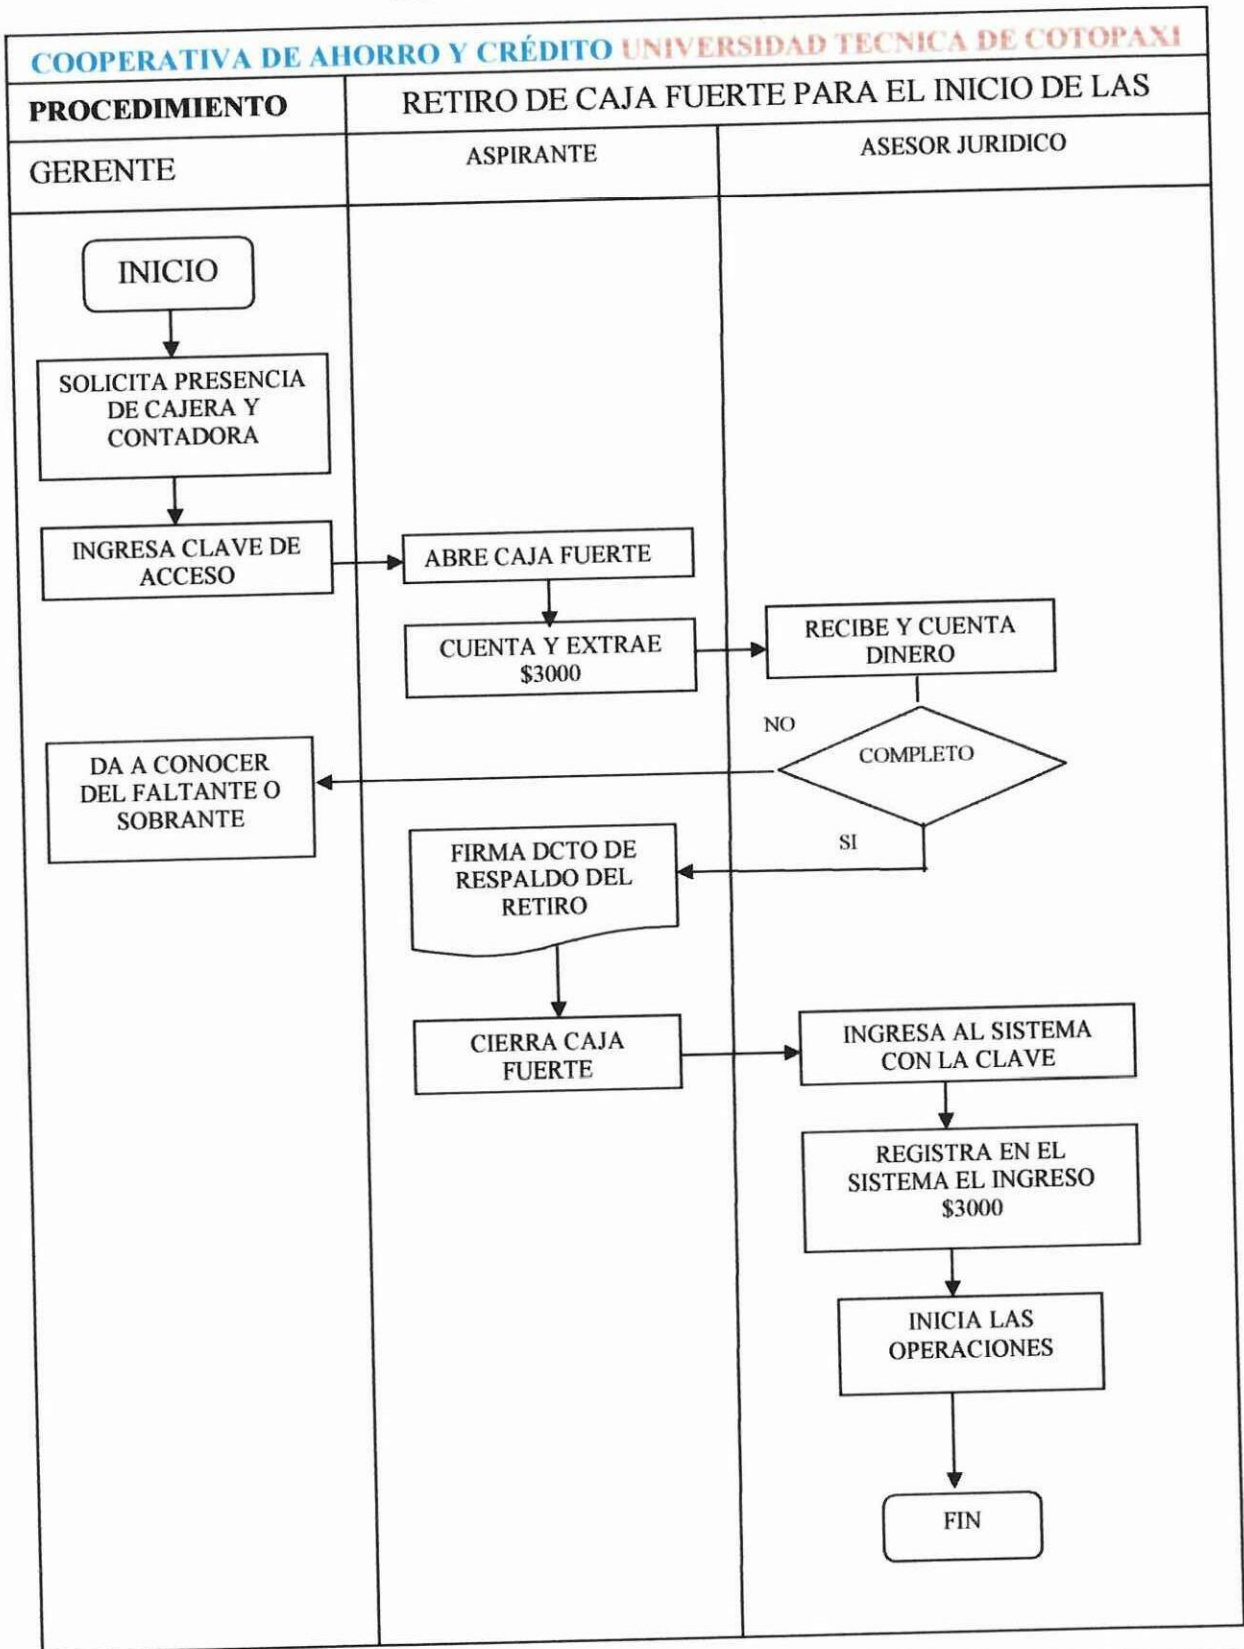 COOPERATIVA DE AHORRO Y CRÉDITO UNIVERSIDAD TECNICA DE COTOPAXI
PROCEDIMIENTO
RETIRO DE CAJA FUERTE PARA EL INICIO DE LAS
GERENTE
ASPIRANTE
ASESOR JURIDICO
INICIO
SOLICITA PRESENCIA
DE CAJERA Y
CONTADORA
INGRESA CLAVE DE
ACCESO
ABRE CAJA FUERTE
CUENTA Y EXTRAE
$3000
RECIBE Y CUENTA
DINERO
NO
COMPLETO
DA A CONOCER
DEL FALTANTE O
SOBRANTE
SI
FIRMA DCTO DE
RESPALDO DEL
RETIRO
CIERRA CAJA
FUERTE
INGRESA AL SISTEMA
CON LA CLAVE
REGISTRA EN EL
SISTEMA EL INGRESO
$3000
INICIA LAS
OPERACIONES
FIN